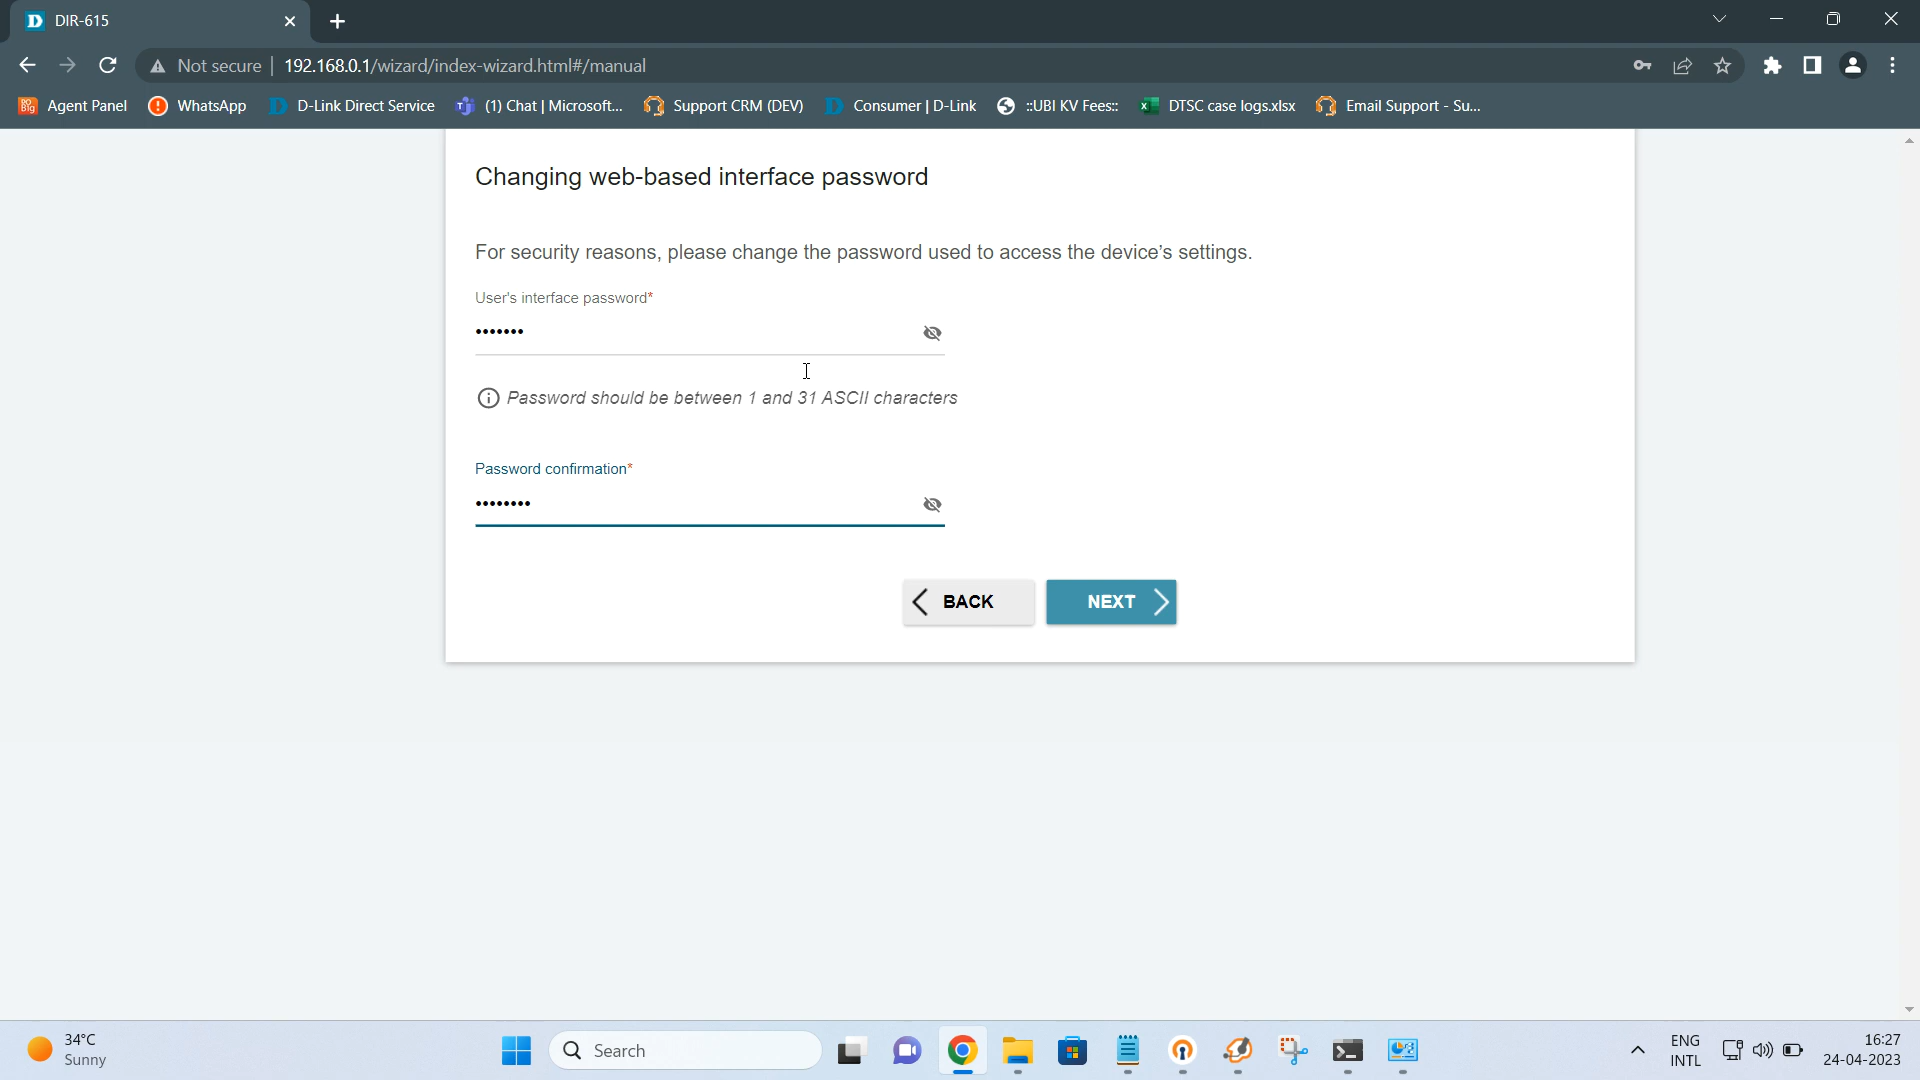 DIR-615
Not secure | 192.168.0.1/wizard/index-wizard.html#/manual
Agent Panel WhatsApp D-Link Direct Service (1) Chat | Microsoft... Support CRM (DEV) Consumer | D-Link ::UBI KV Fees:: DTSC case logs.xlsx Email Support - Su...
Changing web-based interface password
For security reasons, please change the password used to access the device's settings.
User's interface password*
•••••••
Password should be between 1 and 31 ASCII characters
Password confirmation*
••••••••
BACK NEXT
34°C
Sunny
Search
ENG
INTL
16:27
24-04-2023